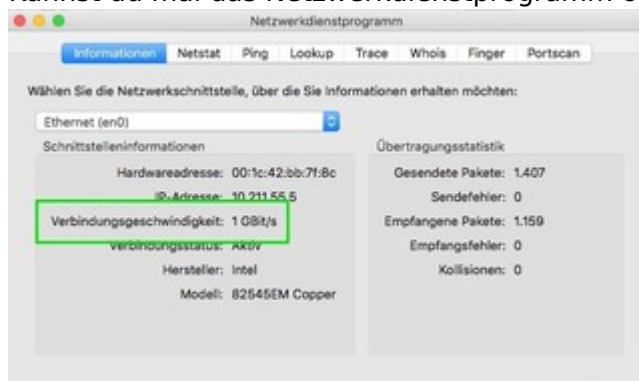 Kannst du mal das Netzwerkdienstprogramm
Netzwerkdienstprogramm
Informationen Netstat Ping Lookup Trace Whois Finger Portscan
Wählen Sie die Netzwerkschnittstelle, über die Sie Informationen erhalten möchten:
Ethernet (en0)
Schnittstelleninformationen
Hardwareadresse: 00:1c:42:bb:7f:8c
IP-Adresse: 10.211.55.5
Verbindungsgeschwindigkeit: 1 GBit/s
Verbindungsstatus: Aktiv
Hersteller: Intel
Modell: 82545EM Copper
Übertragungsstatistik
Gesendete Pakete: 1.407
Sendefehler: 0
Empfangene Pakete: 1.159
Empfangsfehler: 0
Kollisionen: 0